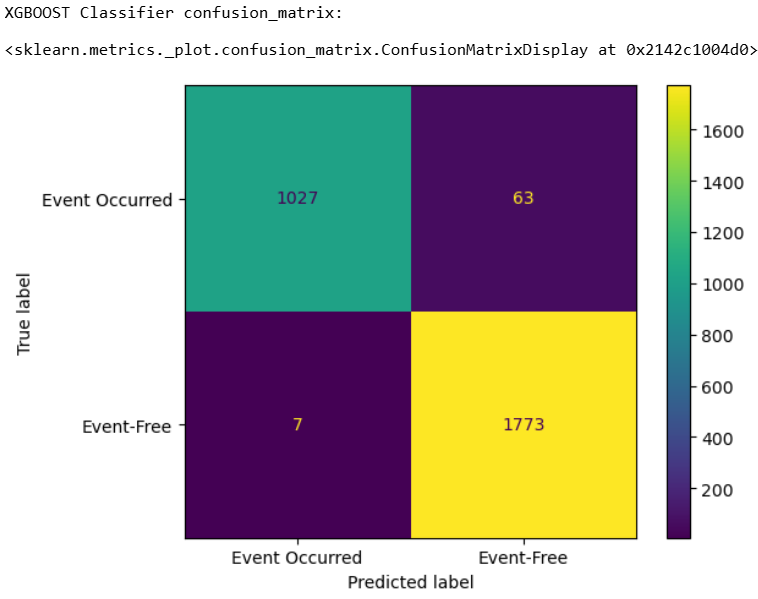 XGBOOST Classifier confusion_matrix:
<sklearn.metrics._plot.confusion_matrix.ConfusionMatrixDisplay at 0x2142c1004d0>
Event Occurred
1027
63
Event-Free
7
1773
True label
Event Occurred
Event-Free
Predicted label
1600
1400
1200
1000
800
600
400
200